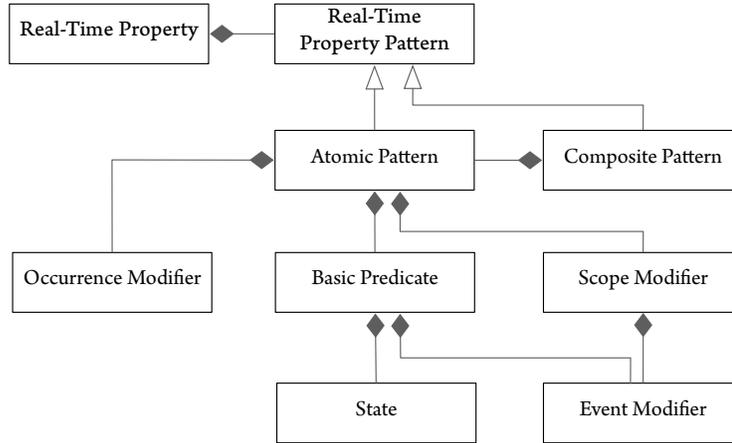 Real-Time Property
Real-Time
Property Pattern
Atomic Pattern
Composite Pattern
Occurrence Modifier
Basic Predicate
Scope Modifier
State
Event Modifier